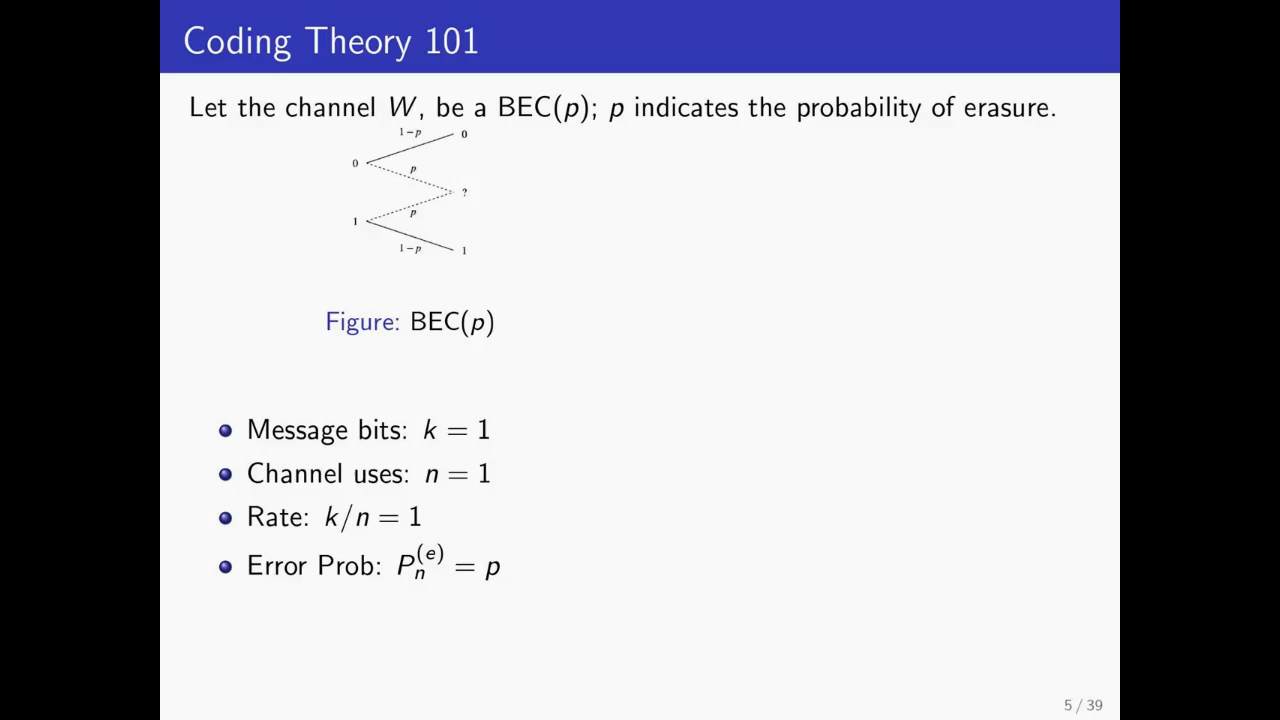 Coding Theory 101
Let the channel W, be a BEC(p); p indicates the probability of erasure.
1−p
0
0
p
?
p
1
1−p
1
Figure: BEC(p)
Message bits: k = 1
Channel uses: n = 1
Rate: k/n = 1
Error Prob: P_n^(e) = p
5 / 39